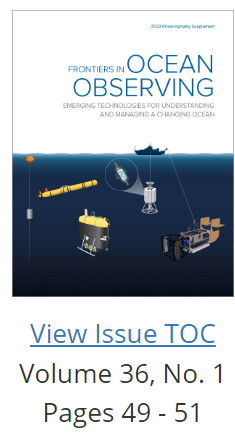 2023 Oceanography Supplement
FRONTIERS IN OCEAN
OBSERVING
EMERGING TECHNOLOGIES FOR UNDERSTANDING
AND MANAGING A CHANGING OCEAN
View Issue TOC
Volume 36, No. 1
Pages 49 - 51